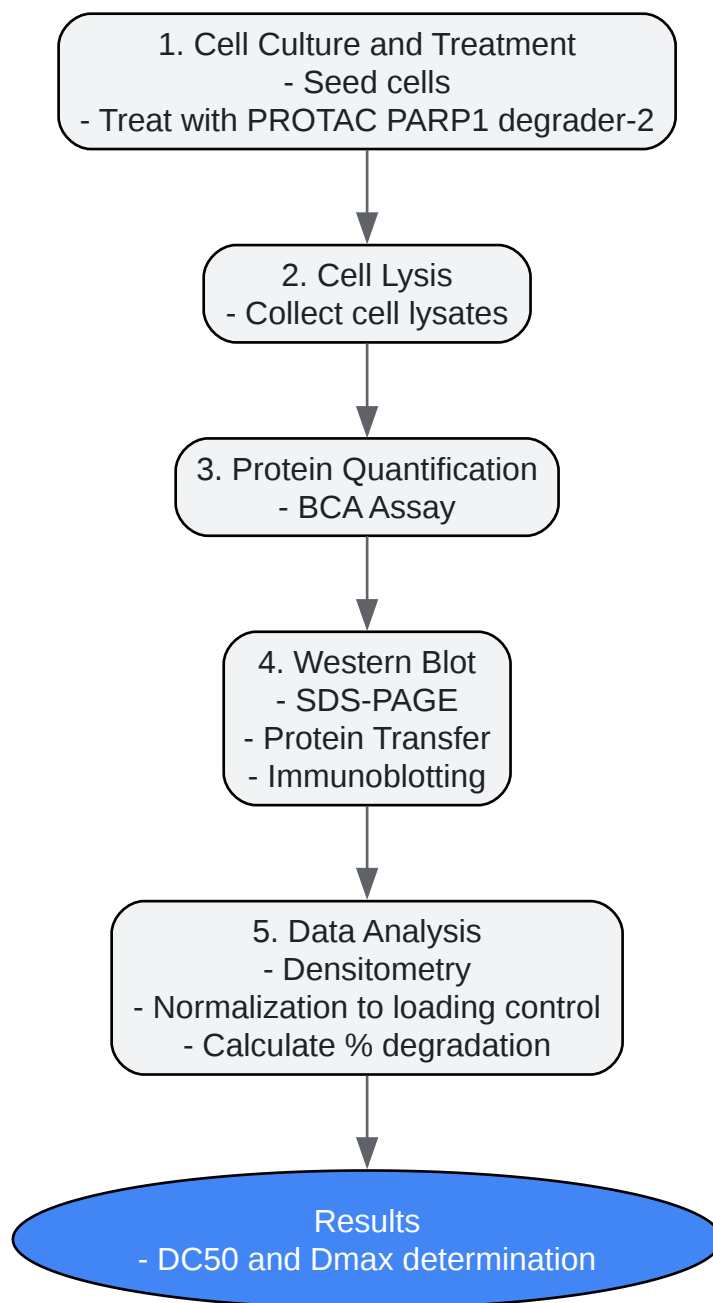 1. Cell Culture and Treatment
- Seed cells
- Treat with PROTAC PARP1 degrader-2
2. Cell Lysis
- Collect cell lysates
3. Protein Quantification
- BCA Assay
4. Western Blot
- SDS-PAGE
- Protein Transfer
- Immunoblotting
5. Data Analysis
- Densitometry
- Normalization to loading control
- Calculate % degradation
Results
- DC50 and Dmax determination